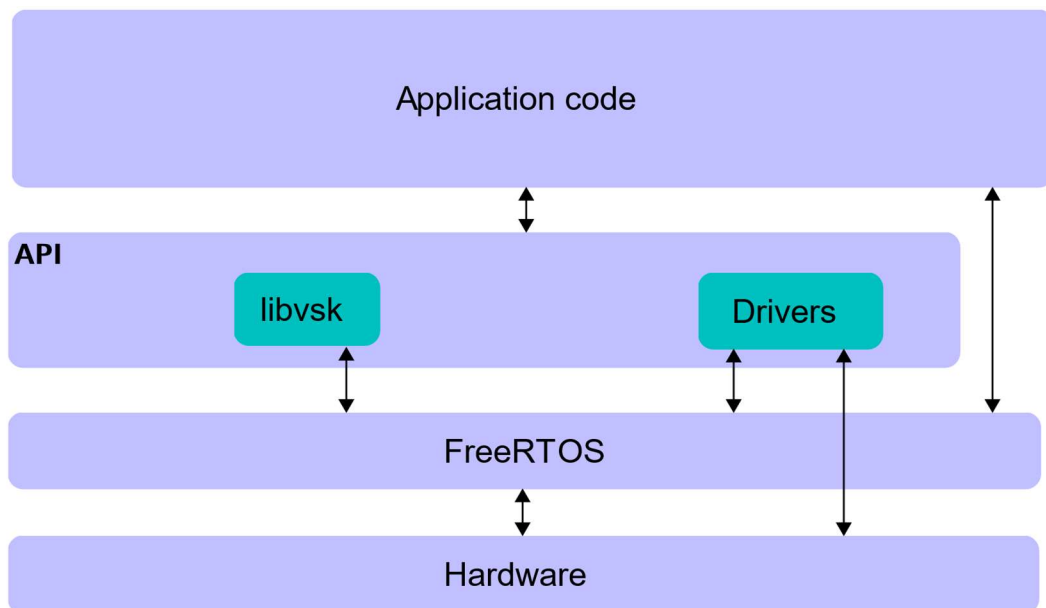 Application code
API
libvsk
Drivers
FreeRTOS
Hardware